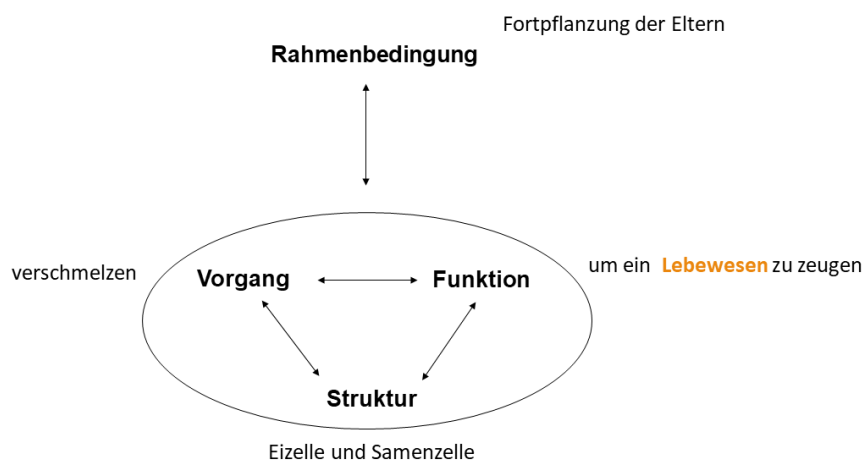 Fortpflanzung der Eltern
Rahmenbedingung
verschmelzen
Vorgang
Funktion
um ein Lebewesen zu zeugen
Struktur
Eizelle und Samenzelle